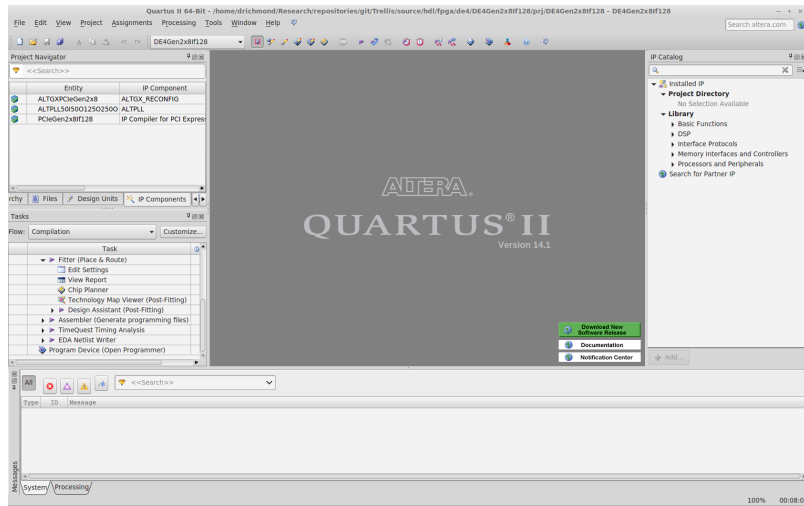 Quartus II 64-Bit - /home/drichmond/Research/repositories/git/Trellis/source/hdl/fpga/de4/DE4Gen2x8If128/prj/DE4Gen2x8If128 - DE4Gen2x8If128
File Edit View Project Assignments Processing Tools Window Help
Search altera.com
DE4Gen2x8If128
Project Navigator
<<Search>>
Entity IP Component
ALTGXPCIeGen2x8 ALTGX_RECONFIG
ALTPLL50I50O125O250O ALTPLL
PCIeGen2x8If128 IP Compiler for PCI Express
rchy Files Design Units IP Components
Tasks
Flow: Compilation Customize...
Task
Fitter (Place & Route)
Edit Settings
View Report
Chip Planner
Technology Map Viewer (Post-Fitting)
Design Assistant (Post-Fitting)
Assembler (Generate programming files)
TimeQuest Timing Analysis
EDA Netlist Writer
Program Device (Open Programmer)
ALTERA.
QUARTUS® II
Version 14.1
Download New
Software Release
Documentation
Notification Center
IP Catalog
Installed IP
Project Directory
No Selection Available
Library
Basic Functions
DSP
Interface Protocols
Memory Interfaces and Controllers
Processors and Peripherals
Search for Partner IP
Add...
All <<Search>>
Type ID Message
Messages
System Processing
100% 00:08:0